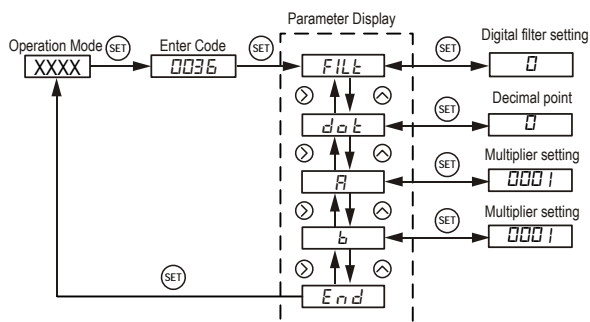 Parameter Display
Operation Mode SET Enter Code SET SET Digital filter setting
XXXX 0036 FILt 0
Decimal point
SET
dot 0
Multiplier setting
SET
A 0001
Multiplier setting
SET
b 0001
SET
End